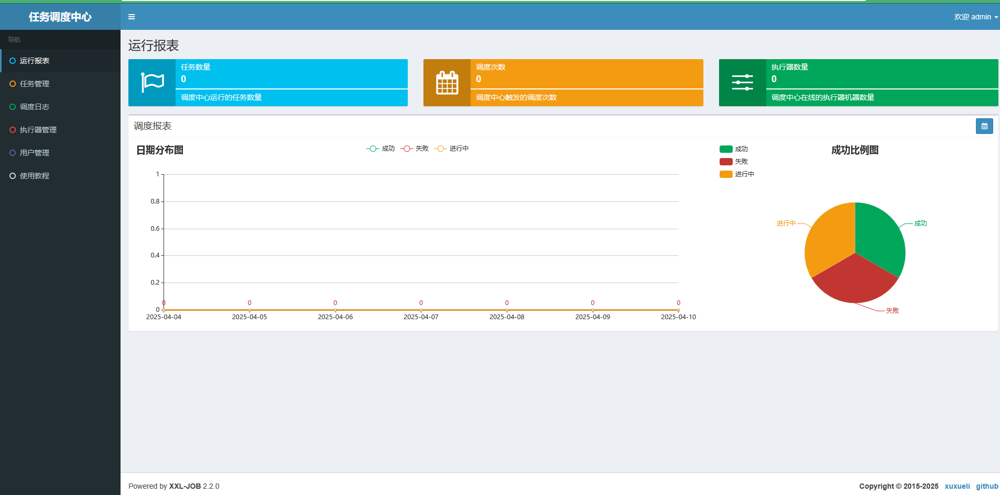 任务调度中心
欢迎 admin
导航
运行报表
任务管理
调度日志
执行器管理
用户管理
使用教程
运行报表
任务数量
0
调度中心运行的任务数量
调度次数
0
调度中心触发的调度次数
执行器数量
0
调度中心在线的执行器机器数量
调度报表
日期分布图
成功 失败 进行中
1
0.8
0.6
0.4
0.2
0
0 0 0 0 0 0 0
2025-04-04 2025-04-05 2025-04-06 2025-04-07 2025-04-08 2025-04-09 2025-04-10
成功
失败
进行中
成功比例图
进行中
成功
失败
Powered by XXL-JOB 2.2.0
Copyright © 2015-2025 xuxueli github